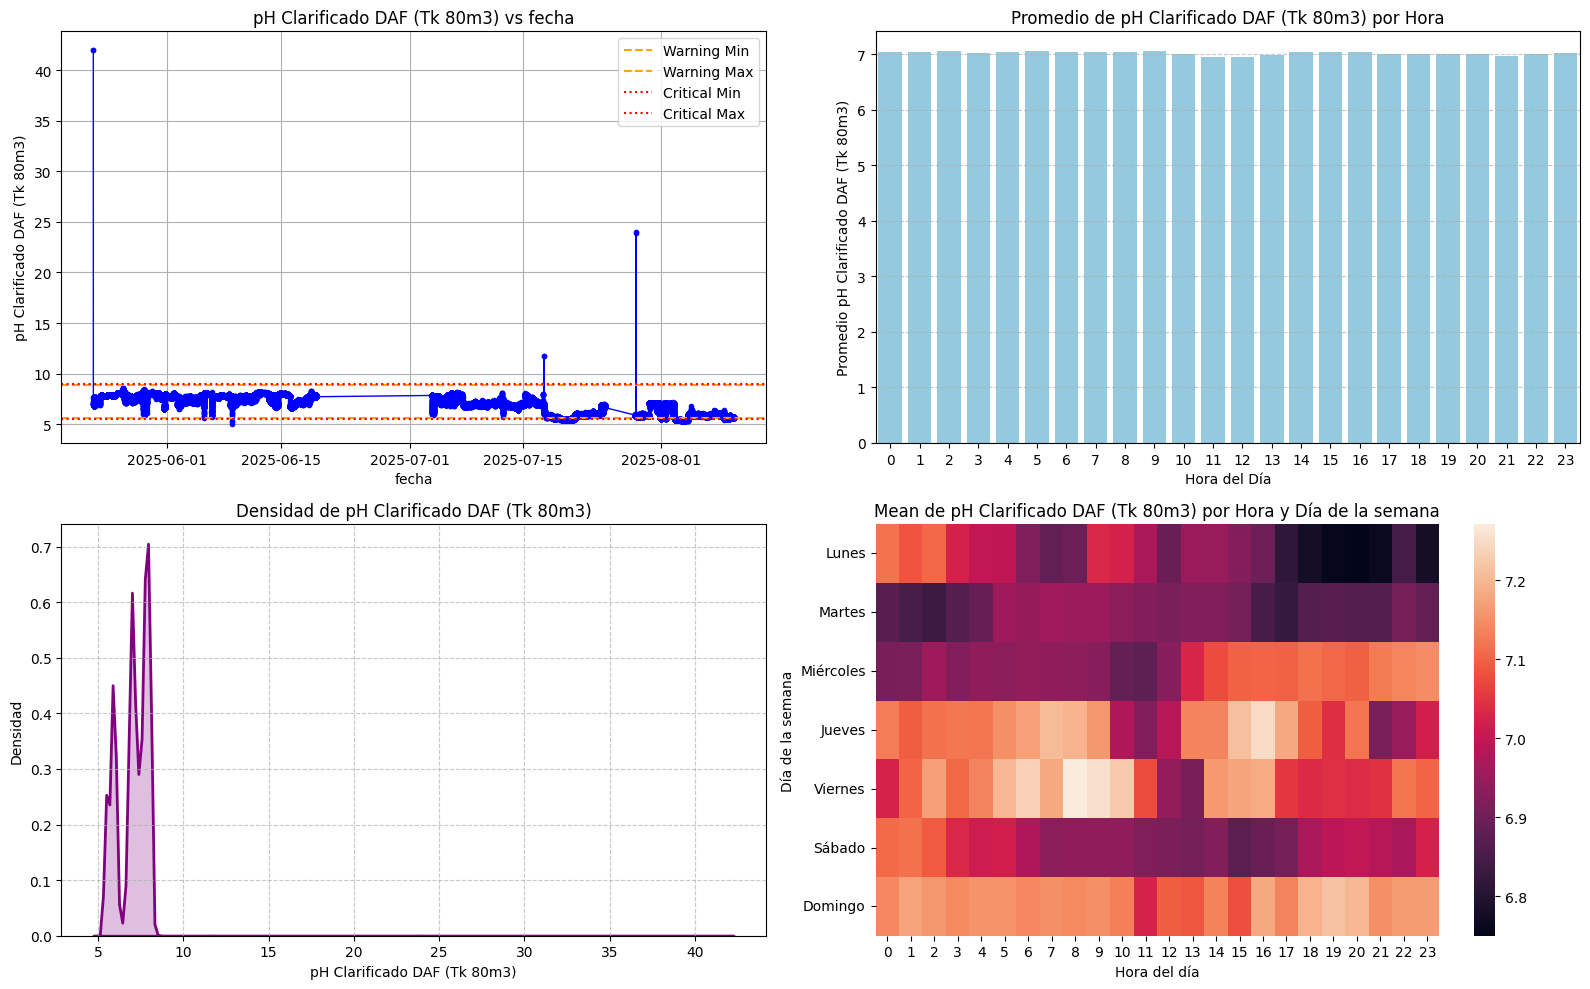 pH Clarificado DAF (Tk 80m3) vs fecha
pH Clarificado DAF (Tk 80m3)
40
35
30
25
20
15
10
5
Warning Min
Warning Max
Critical Min
Critical Max
2025-06-01 2025-06-15 2025-07-01 2025-07-15 2025-08-01
fecha
Promedio de pH Clarificado DAF (Tk 80m3) por Hora
Promedio pH Clarificado DAF (Tk 80m3)
7
6
5
4
3
2
1
0
0 1 2 3 4 5 6 7 8 9 10 11 12 13 14 15 16 17 18 19 20 21 22 23
Hora del Día
Densidad de pH Clarificado DAF (Tk 80m3)
Densidad
0.7
0.6
0.5
0.4
0.3
0.2
0.1
0.0
5 10 15 20 25 30 35 40
pH Clarificado DAF (Tk 80m3)
Mean de pH Clarificado DAF (Tk 80m3) por Hora y Día de la semana
Día de la semana
Lunes
Martes
Miércoles
Jueves
Viernes
Sábado
Domingo
0 1 2 3 4 5 6 7 8 9 10 11 12 13 14 15 16 17 18 19 20 21 22 23
Hora del día
7.2
7.1
7.0
6.9
6.8